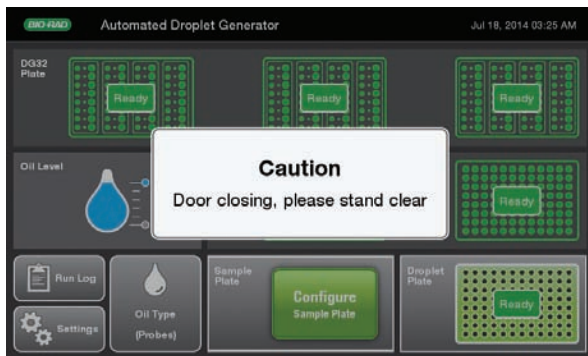 BIO-RAD Automated Droplet Generator Jul 18, 2014 03:25 AM
DG32
Plate
Ready Ready Ready
Caution
Door closing, please stand clear
Oil Level
Ready
Run Log
Settings
Oil Type
(Probes)
Sample
Plate
Configure
Sample Plate
Droplet
Plate
Ready